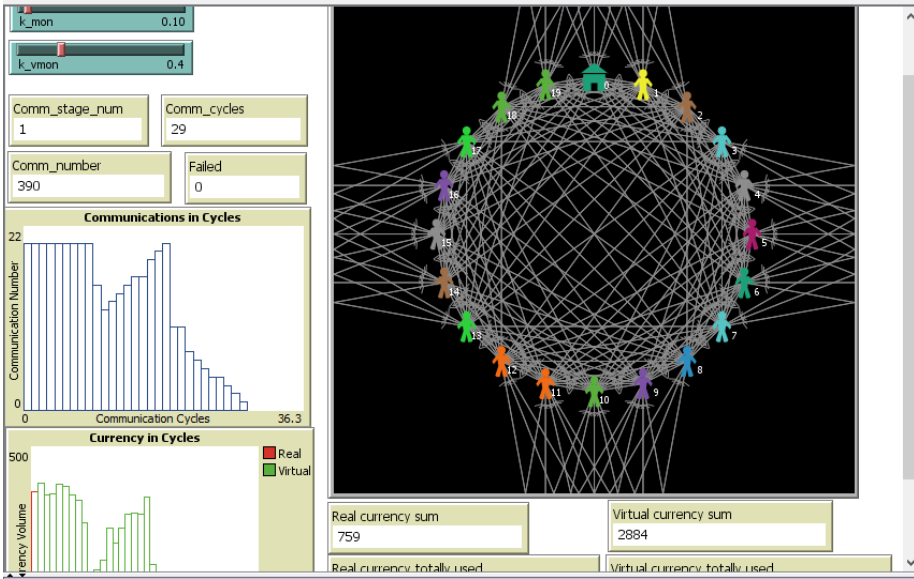 k_mon 0.10
k_vmon 0.4
Comm_stage_num
1
Comm_cycles
29
Comm_number
390
Failed
0
Communications in Cycles
22
Communication Number
0
0 Communication Cycles 36.3
Currency in Cycles
500
rency Volume
Real
Virtual
0
1
2
3
4
5
6
7
8
9
10
11
12
13
14
15
16
17
18
19
Real currency sum
759
Virtual currency sum
2884
Real currency totally used
Virtual currency totally used